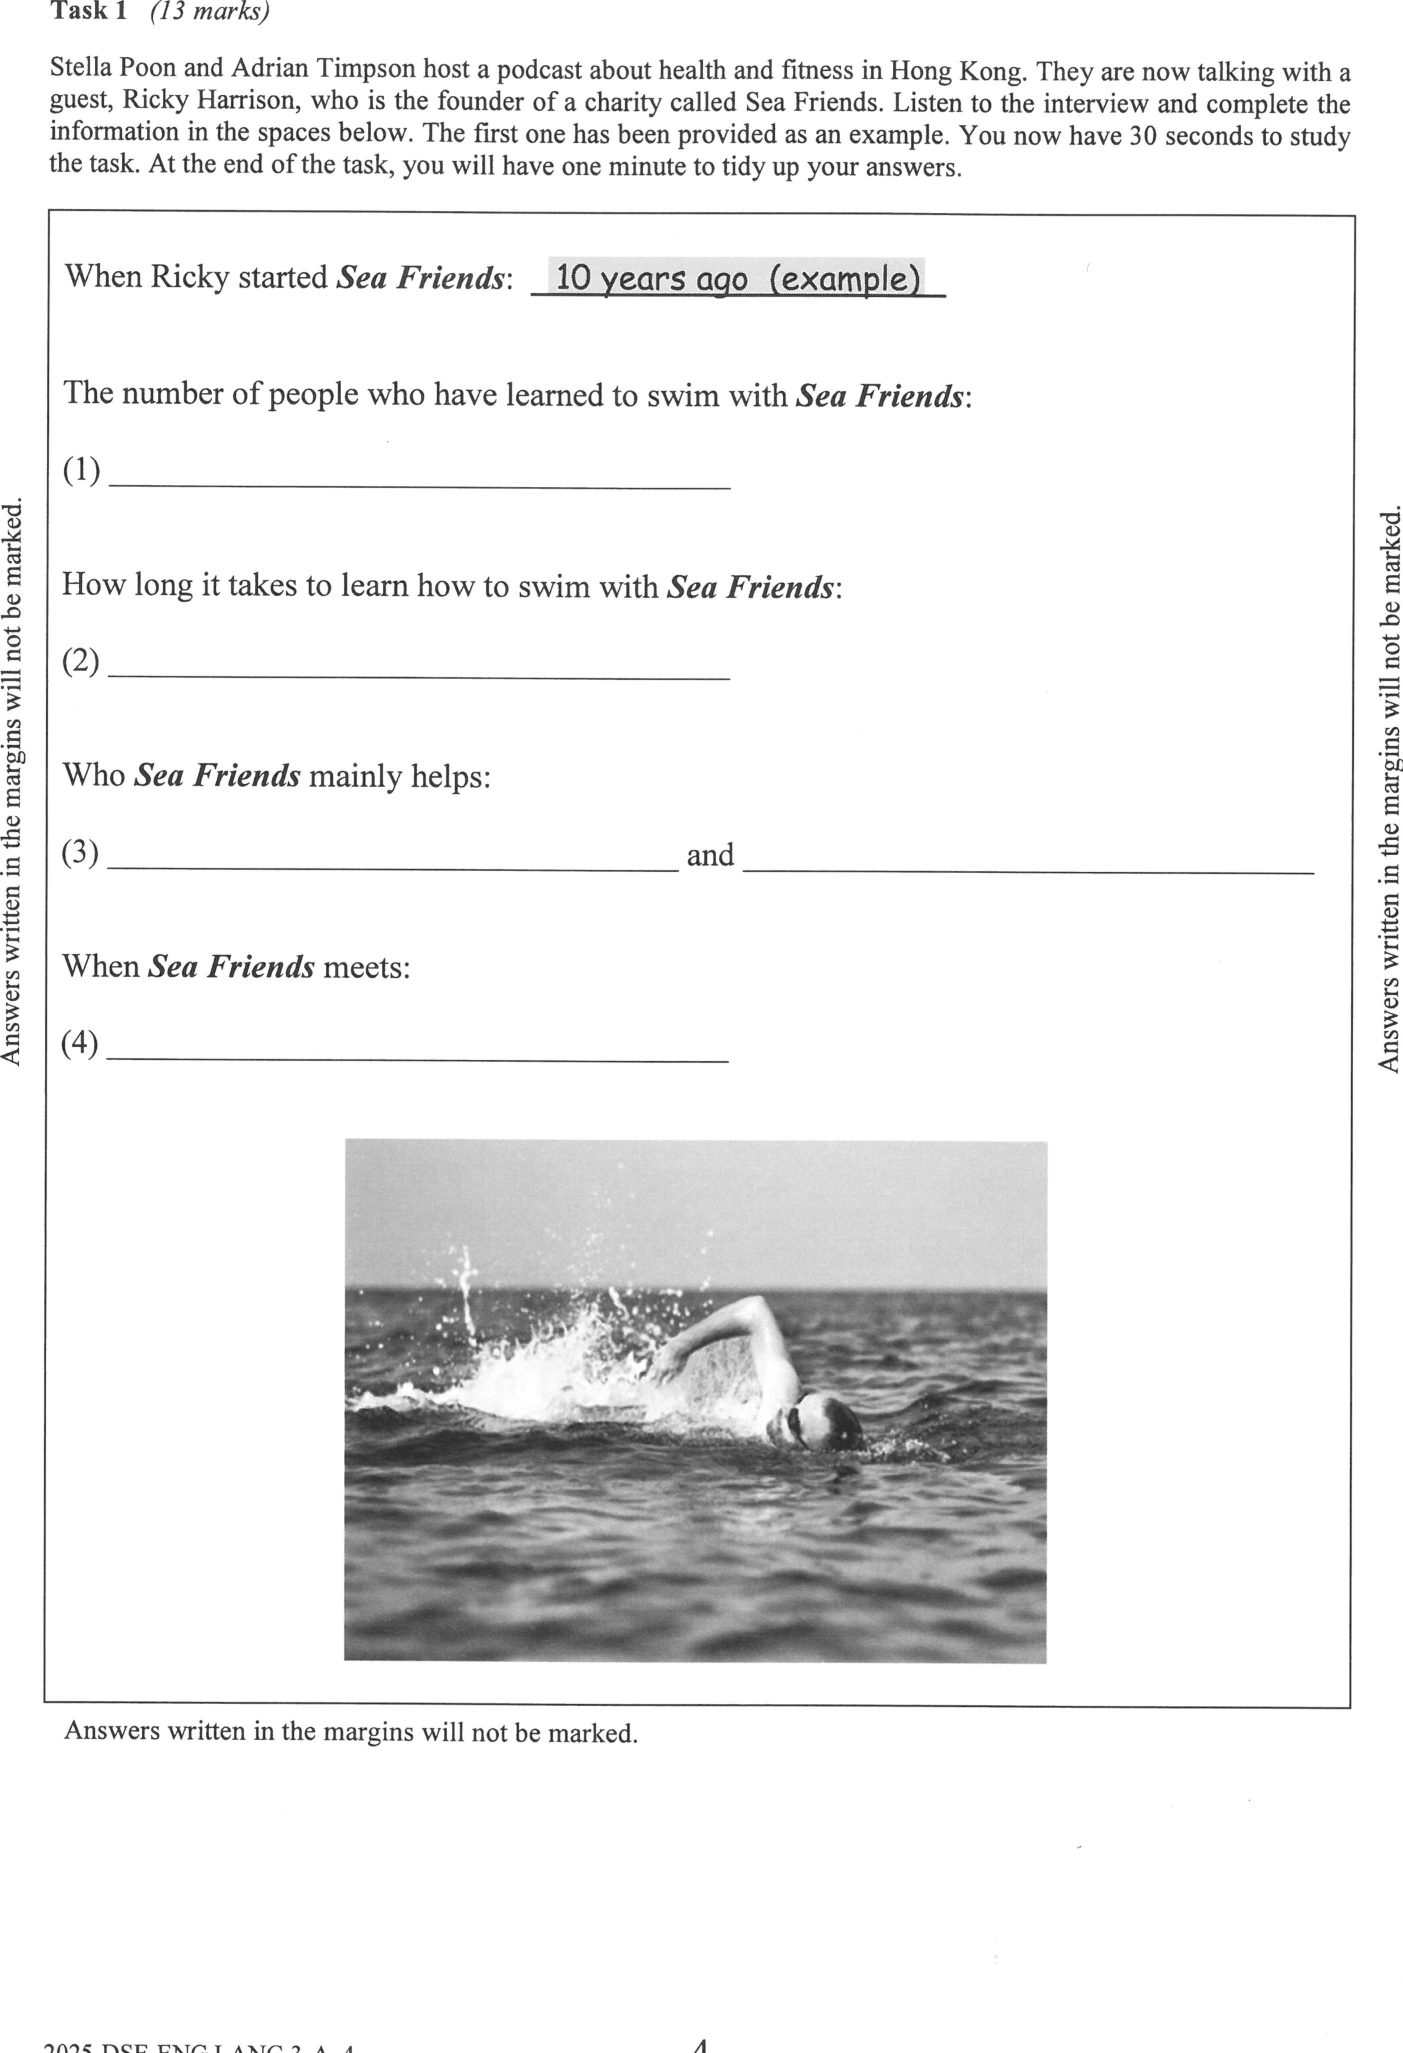 Task 1 (13 marks)
Stella Poon and Adrian Timpson host a podcast about health and fitness in Hong Kong. They are now talking with a
guest, Ricky Harrison, who is the founder of a charity called Sea Friends. Listen to the interview and complete the
information in the spaces below. The first one has been provided as an example. You now have 30 seconds to study
the task. At the end of the task, you will have one minute to tidy up your answers.
When Ricky started Sea Friends: 10 years ago (example)
The number of people who have learned to swim with Sea Friends:
(1)
How long it takes to learn how to swim with Sea Friends:
(2)
Who Sea Friends mainly helps:
(3) and
When Sea Friends meets:
(4)
Answers written in the margins will not be marked.
Answers written in the margins will not be marked.
Answers written in the margins will not be marked.
2025-DSE-ENG LANG 3-A-4
4